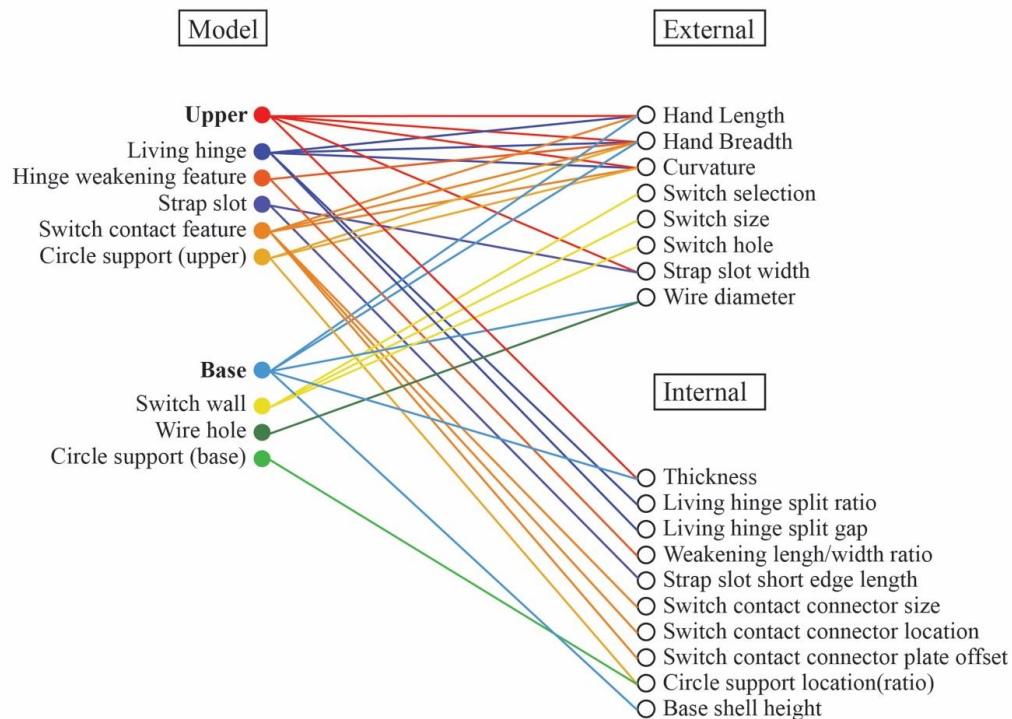 Model
External
Upper
Living hinge
Hinge weakening feature
Strap slot
Switch contact feature
Circle support (upper)
Base
Switch wall
Wire hole
Circle support (base)
Hand Length
Hand Breadth
Curvature
Switch selection
Switch size
Switch hole
Strap slot width
Wire diameter
Internal
Thickness
Living hinge split ratio
Living hinge split gap
Weakening lengh/width ratio
Strap slot short edge length
Switch contact connector size
Switch contact connector location
Switch contact connector plate offset
Circle support location(ratio)
Base shell height